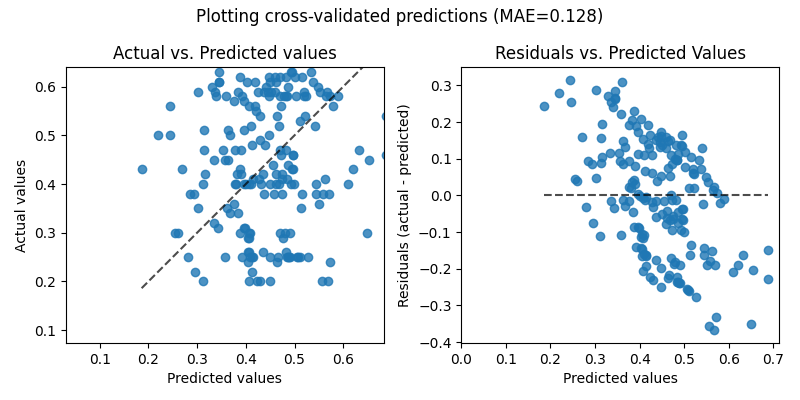 Plotting cross-validated predictions (MAE=0.128)
Actual vs. Predicted values
Actual values
0.6
0.5
0.4
0.3
0.2
0.1
0.1 0.2 0.3 0.4 0.5 0.6
Predicted values
Residuals vs. Predicted Values
Residuals (actual - predicted)
0.3
0.2
0.1
0.0
−0.1
−0.2
−0.3
−0.4
0.0 0.1 0.2 0.3 0.4 0.5 0.6 0.7
Predicted values